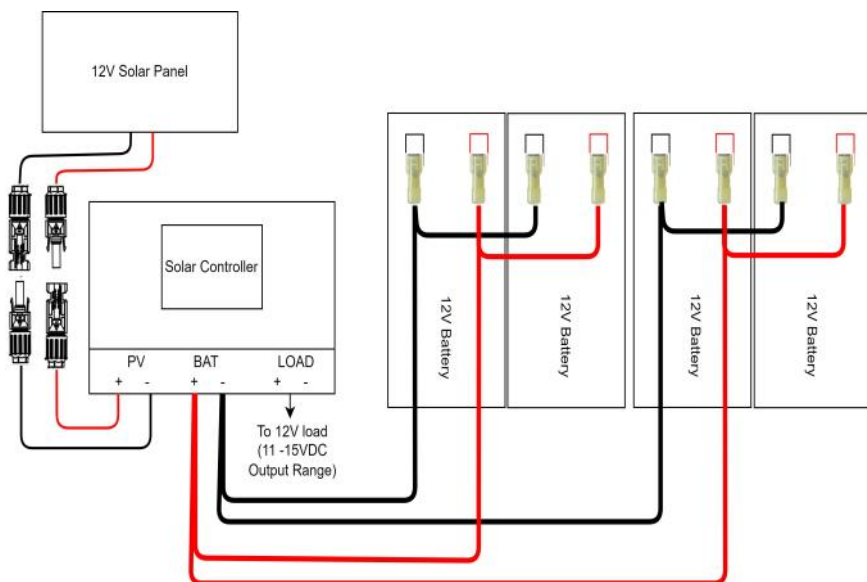 12V Solar Panel
Solar Controller
PV BAT LOAD
+ - + - + -
To 12V load
(11 -15VDC
Output Range)
12V Battery
12V Battery
12V Battery
12V Battery